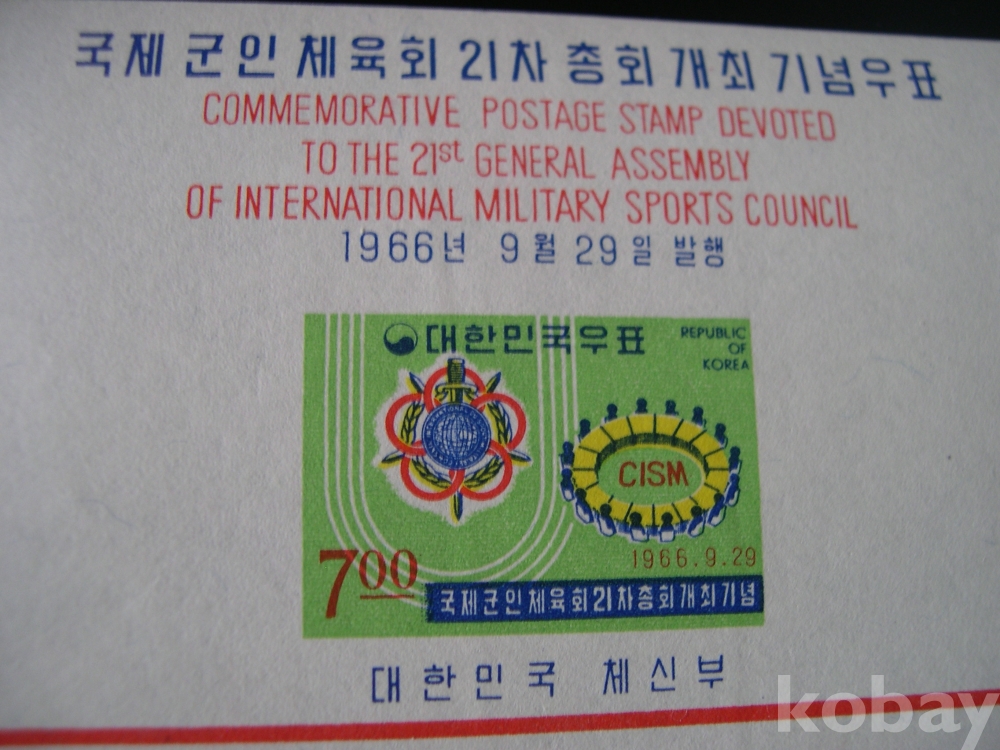 국제 군인 체육회 21차 총회 개최 기념우표
COMMEMORATIVE POSTAGE STAMP DEVOTED
TO THE 21st GENERAL ASSEMBLY
OF INTERNATIONAL MILITARY SPORTS COUNCIL
1966년 9월 29일 발행
대한민국우표
REPUBLIC
OF
KOREA
CISM
1966.9.29
700
국제군인체육회21차총회개최기념
대한민국 체신부
kobay